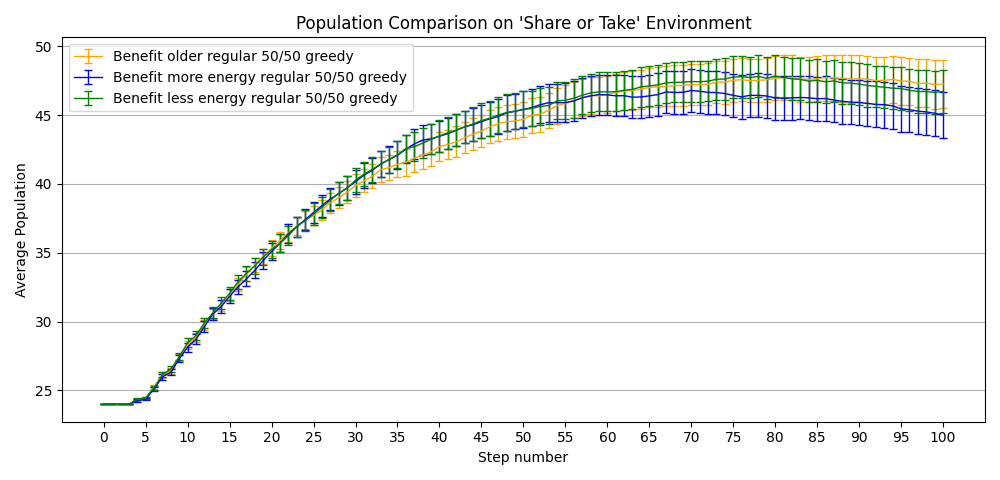 Population Comparison on 'Share or Take' Environment
Benefit older regular 50/50 greedy
Benefit more energy regular 50/50 greedy
Benefit less energy regular 50/50 greedy
Average Population
50
45
40
35
30
25
0 5 10 15 20 25 30 35 40 45 50 55 60 65 70 75 80 85 90 95 100
Step number